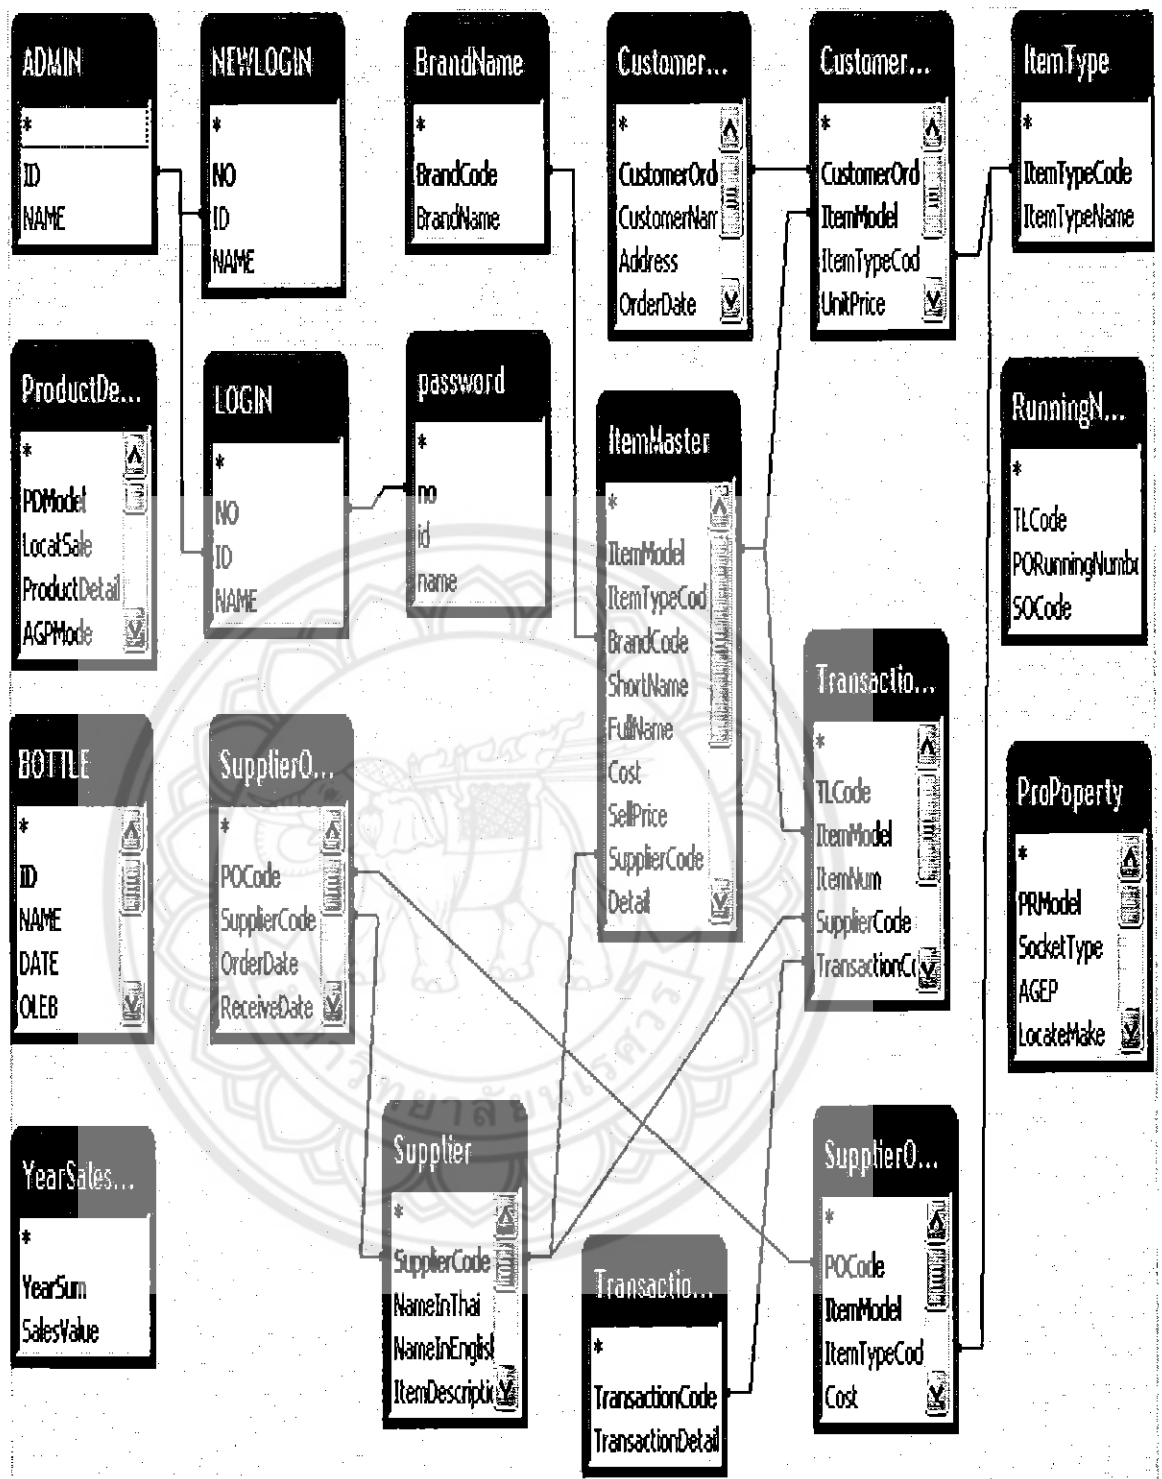 ADMIN
*
ID
NAME
NEWLOGIN
*
NO
ID
NAME
BrandName
*
BrandCode
BrandName
Customer...
*
CustomerOrd
CustomerNam
Address
OrderDate
Customer...
*
CustomerOrd
ItemModel
ItemTypeCod
UnitPrice
ItemType
*
ItemTypeCode
ItemTypeName
ProductDe...
*
PDModel
LocatSale
ProductDetail
AGPMode
LOGIN
*
NO
ID
NAME
password
*
no
id
name
ItemMaster
*
ItemModel
ItemTypeCod
BrandCode
ShortName
FullName
Cost
SellPrice
SupplierCode
Detail
RunningN...
*
TLCode
PORunningNumbe
SOCode
Transactio...
*
TLCode
ItemModel
ItemNum
SupplierCode
TransactionCo
BOTTLE
*
ID
NAME
DATE
OLEB
SupplierO...
*
POCode
SupplierCode
OrderDate
ReceiveDate
ProPoperty
*
PRModel
SocketType
AGEP
LocateMake
YearSales...
*
YearSum
SalesValue
Supplier
*
SupplierCode
NameInThai
NameInEnglish
ItemDescriptio
Transactio...
*
TransactionCode
TransactionDetail
SupplierO...
*
POCode
ItemModel
ItemTypeCod
Cost